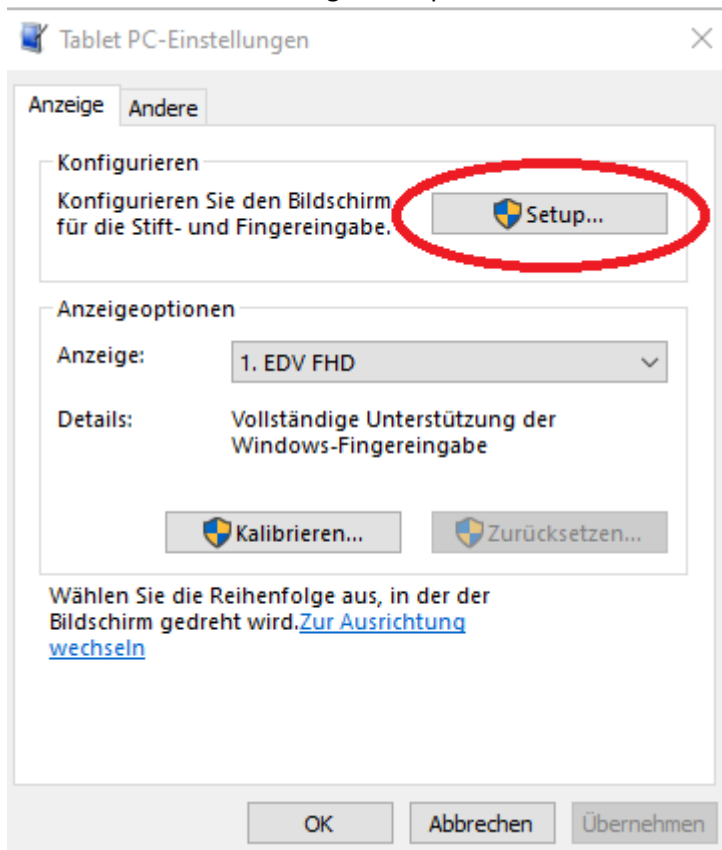 Tablet PC-Einstellungen
Anzeige Andere
Konfigurieren
Konfigurieren Sie den Bildschirm
für die Stift- und Fingereingabe.
Setup...
Anzeigeoptionen
Anzeige: 1. EDV FHD
Details: Vollständige Unterstützung der
Windows-Fingereingabe
Kalibrieren... Zurücksetzen...
Wählen Sie die Reihenfolge aus, in der der
Bildschirm gedreht wird.Zur Ausrichtung
wechseln
OK Abbrechen Übernehmen